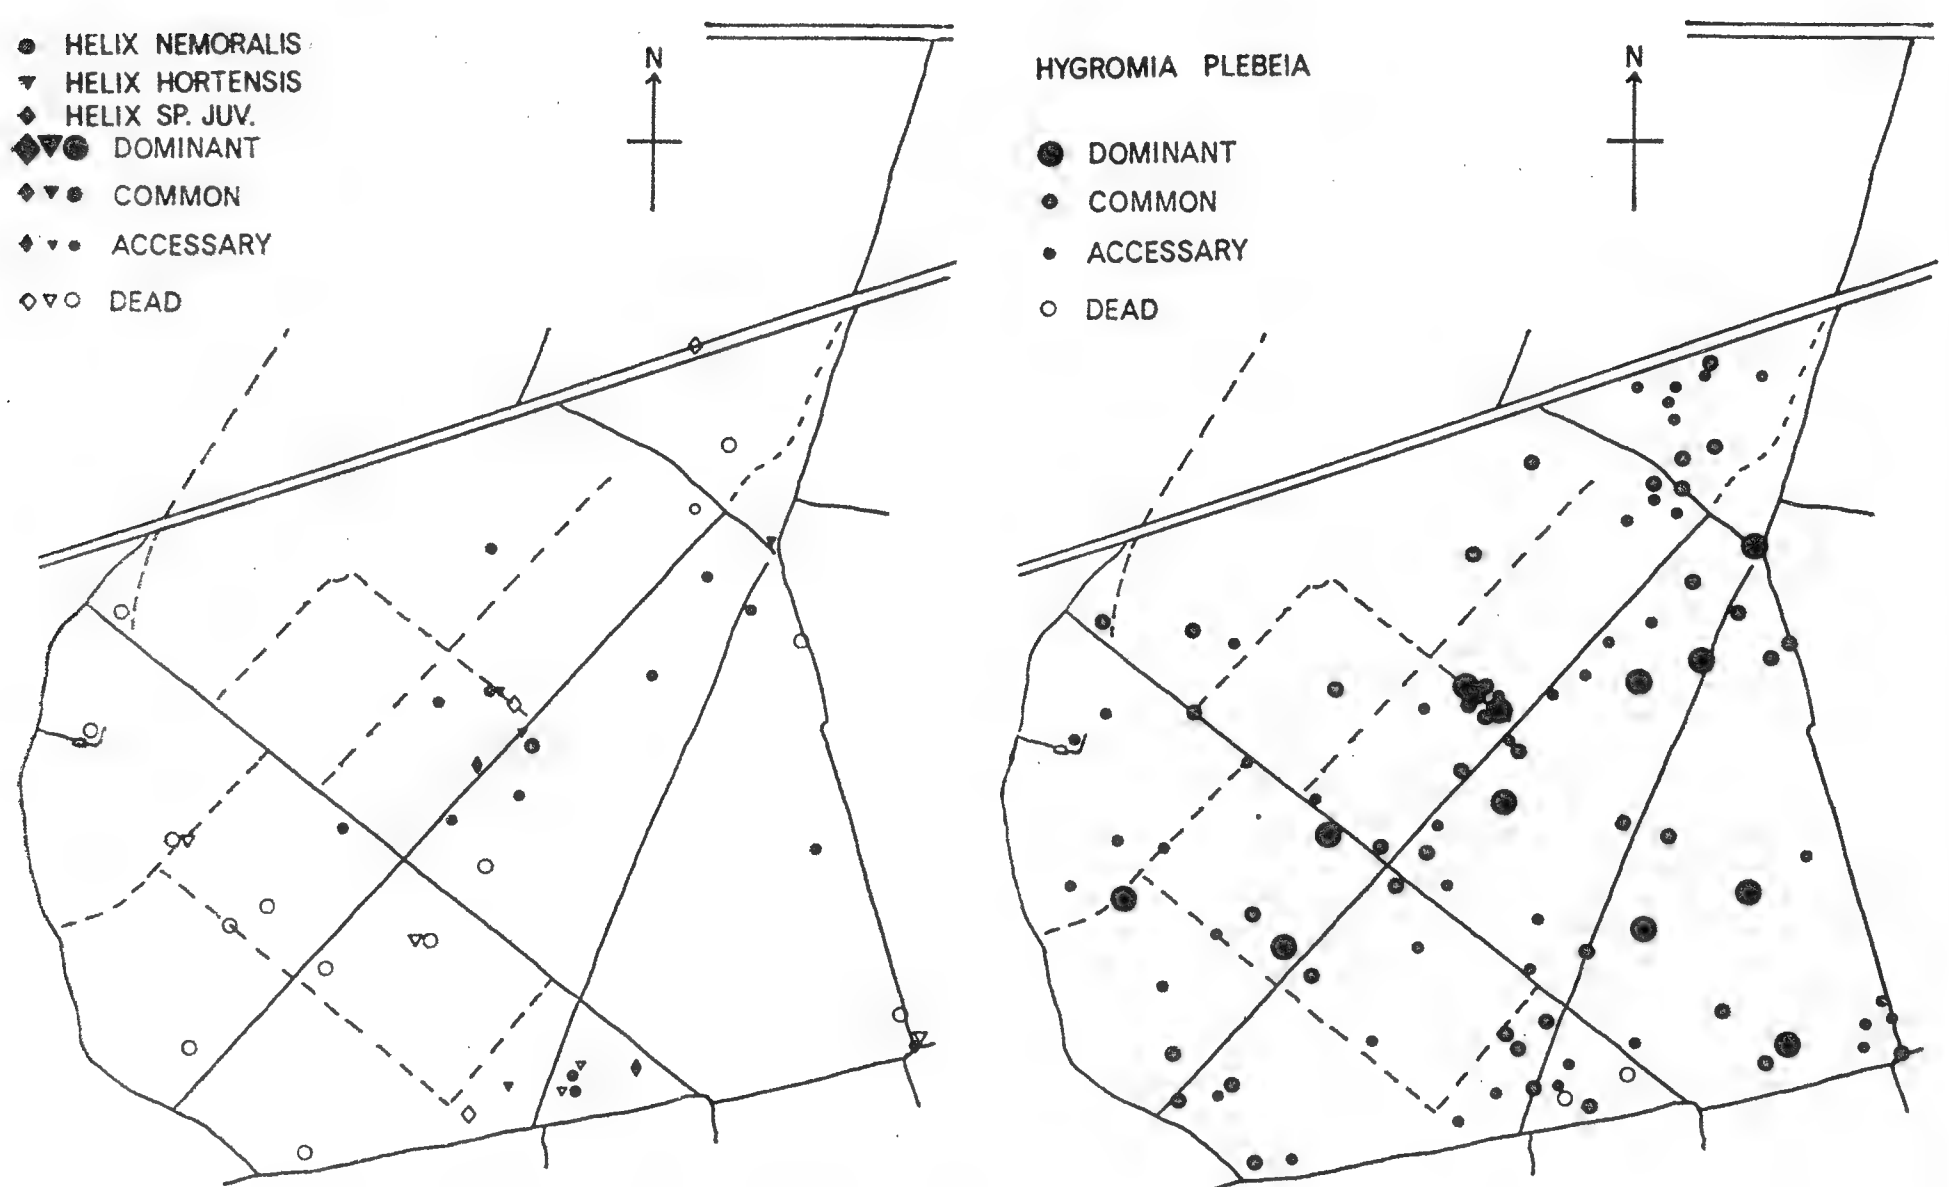 HELIX NEMORALIS
HELIX HORTENSIS
HELIX SP. JUV.
DOMINANT
COMMON
ACCESSARY
DEAD
N
HYGROMIA PLEBEIA
DOMINANT
COMMON
ACCESSARY
DEAD
N